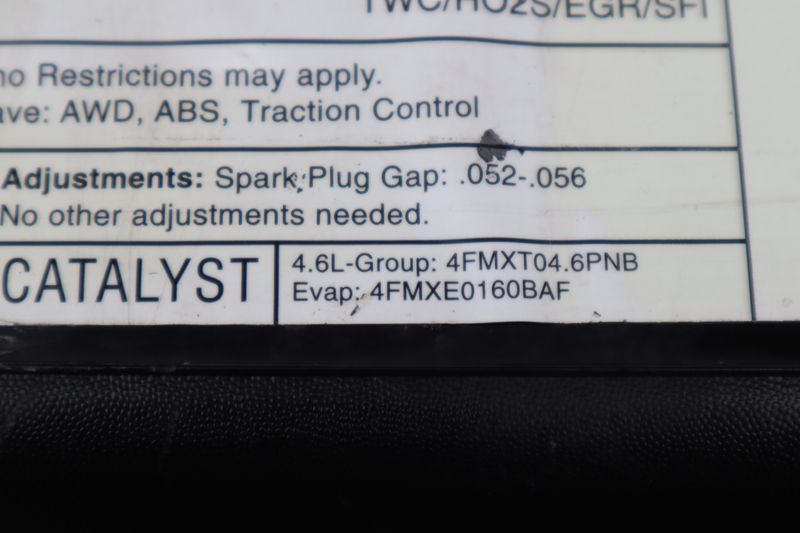 TWC/HO2S/EGR/SFI
no Restrictions may apply.
ave: AWD, ABS, Traction Control
Adjustments: Spark Plug Gap: .052-.056
No other adjustments needed.
CATALYST
4.6L-Group: 4FMXT04.6PNB
Evap: 4FMXE0160BAF